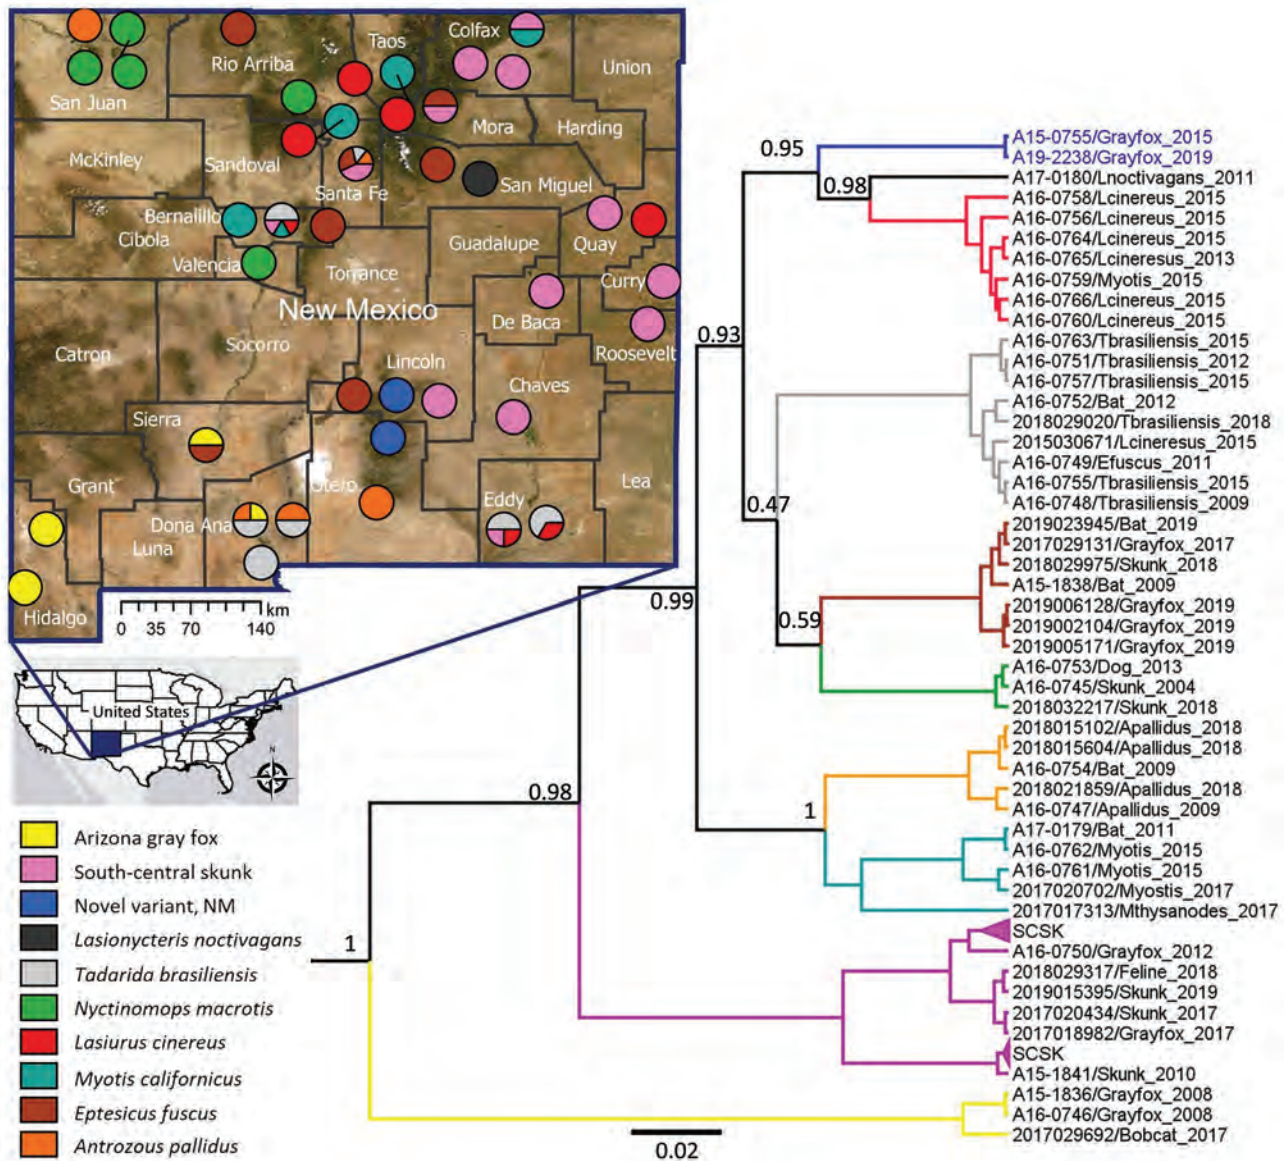 San Juan
Rio Arriba
Taos
Colfax
Union
McKinley
Sandoval
Mora
Harding
Santa Fe
San Miguel
Bernalillo
Cibola
Valencia
Torrance
Guadalupe
Quay
Curry
New Mexico
De Baca
Roosevelt
Catron
Socorro
Lincoln
Chaves
Sierra
Grant
Otero
Eddy
Lea
Dona Ana
Luna
Hidalgo
km
0 35 70 140
United States
N
Arizona gray fox
South-central skunk
Novel variant, NM
Lasionycteris noctivagans
Tadarida brasiliensis
Nyctinomops macrotis
Lasiurus cinereus
Myotis californicus
Eptesicus fuscus
Antrozous pallidus
0.95
0.98
0.93
0.47
0.59
0.99
0.98
1
1
0.02
A15-0755/Grayfox_2015
A19-2238/Grayfox_2019
A17-0180/Lnoctivagans_2011
A16-0758/Lcinereus_2015
A16-0756/Lcinereus_2015
A16-0764/Lcinereus_2015
A16-0765/Lcineresus_2013
A16-0759/Myotis_2015
A16-0766/Lcinereus_2015
A16-0760/Lcinereus_2015
A16-0763/Tbrasiliensis_2015
A16-0751/Tbrasiliensis_2012
A16-0757/Tbrasiliensis_2015
A16-0752/Bat_2012
2018029020/Tbrasiliensis_2018
2015030671/Lcineresus_2015
A16-0749/Efuscus_2011
A16-0755/Tbrasiliensis_2015
A16-0748/Tbrasiliensis_2009
2019023945/Bat_2019
2017029131/Grayfox_2017
2018029975/Skunk_2018
A15-1838/Bat_2009
2019006128/Grayfox_2019
2019002104/Grayfox_2019
2019005171/Grayfox_2019
A16-0753/Dog_2013
A16-0745/Skunk_2004
2018032217/Skunk_2018
2018015102/Apallidus_2018
2018015604/Apallidus_2018
A16-0754/Bat_2009
2018021859/Apallidus_2018
A16-0747/Apallidus_2009
A17-0179/Bat_2011
A16-0762/Myotis_2015
A16-0761/Myotis_2015
2017020702/Myostis_2017
2017017313/Mthysanodes_2017
SCSK
A16-0750/Grayfox_2012
2018029317/Feline_2018
2019015395/Skunk_2019
2017020434/Skunk_2017
2017018982/Grayfox_2017
SCSK
A15-1841/Skunk_2010
A15-1836/Grayfox_2008
A16-0746/Grayfox_2008
2017029692/Bobcat_2017